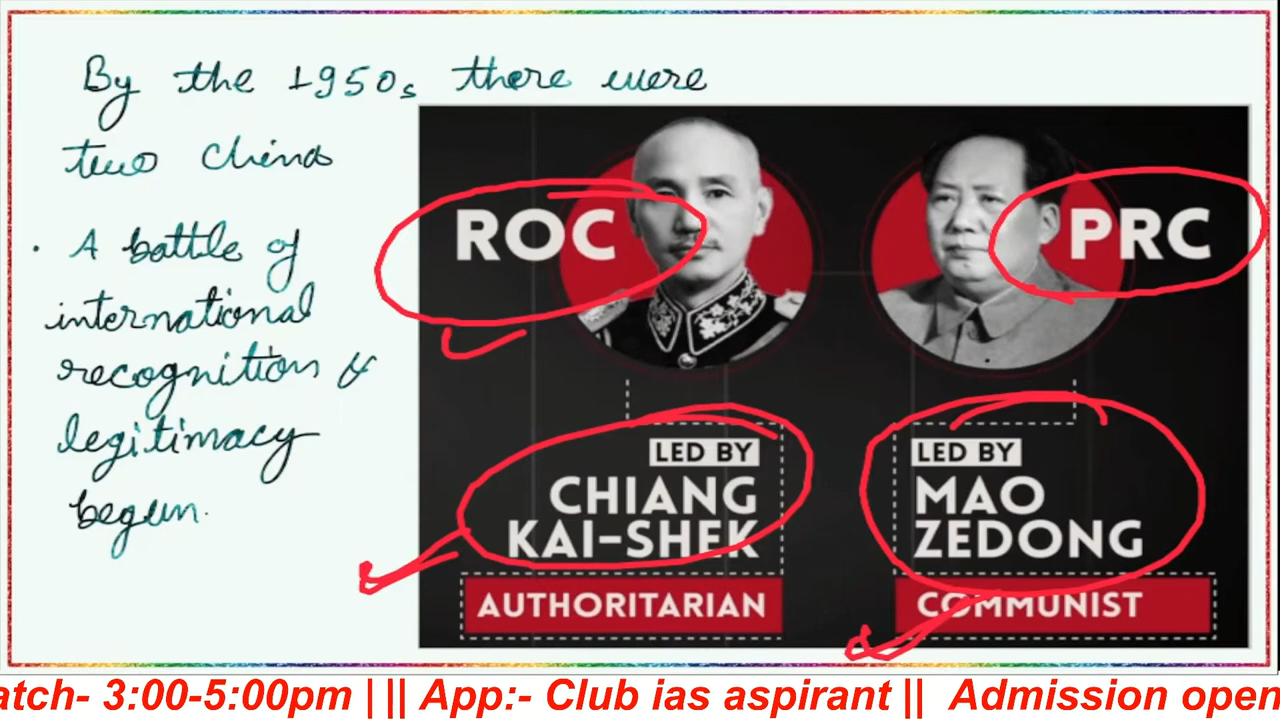 By the 1950s there were
two China
• A battle of
international
recognition &
legitimacy
begun.
ROC
PRC
LED BY
CHIANG
KAI-SHEK
AUTHORITARIAN
LED BY
MAO
ZEDONG
COMMUNIST
atch- 3:00-5:00pm | || App:- Club ias aspirant || Admission open